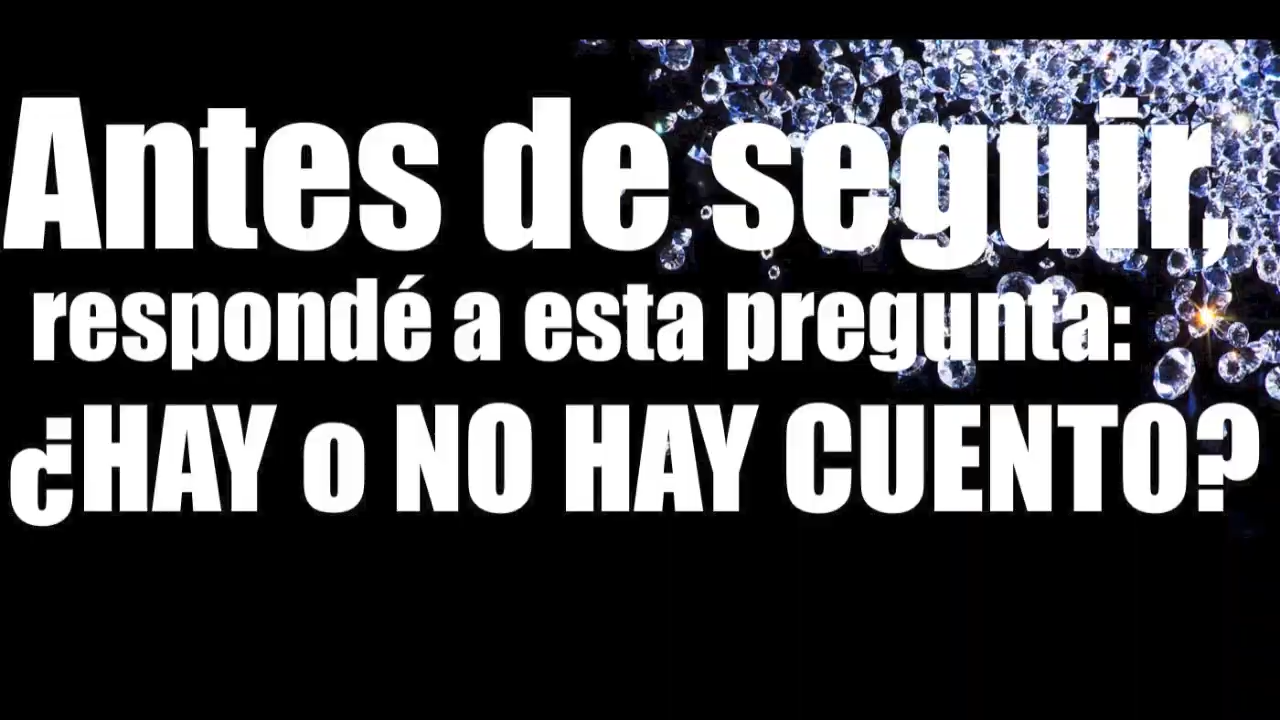 Antes de seguir,
respondé a esta pregunta:
¿HAY o NO HAY CUENTO?